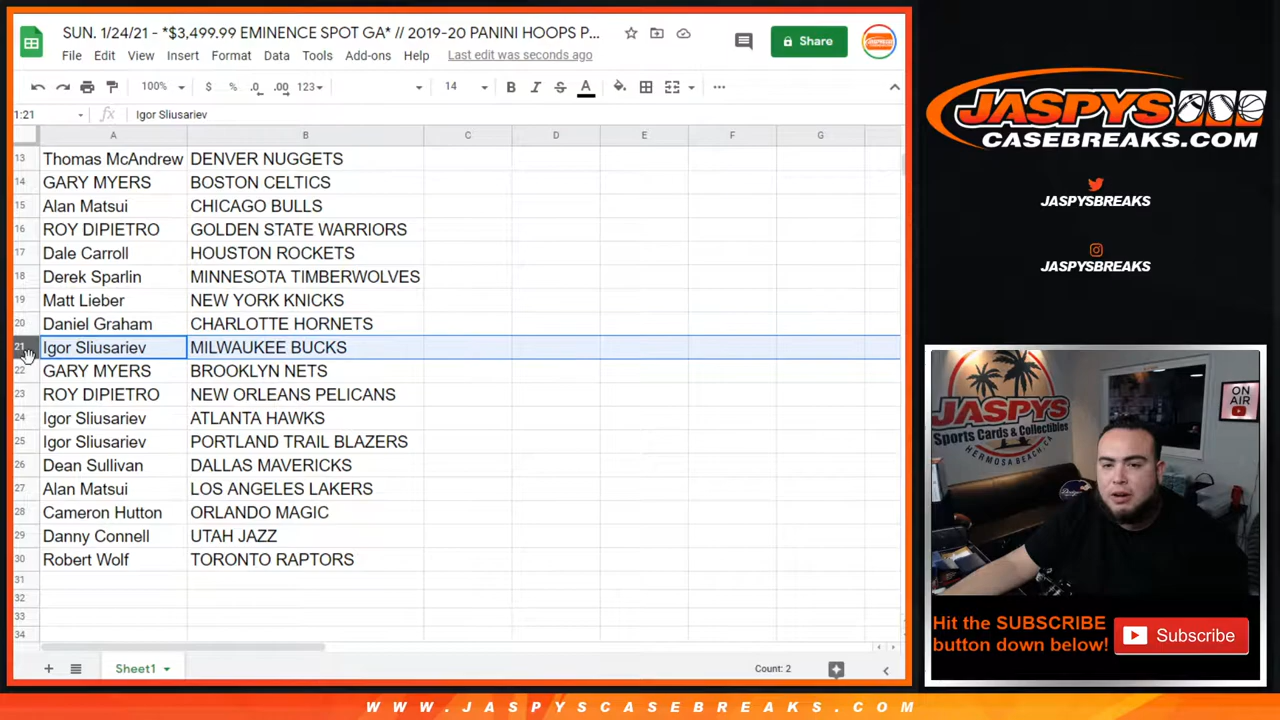 SUN. 1/24/21 - *$3,499.99 EMINENCE SPOT GA* // 2019-20 PANINI HOOPS P...
File Edit View Insert Format Data Tools Add-ons Help Last edit was seconds ago
Share
100% $ % .0 .00 123 14 B I S A
1:21 fx Igor Sliusariev
A B C D E F G
13 Thomas McAndrew DENVER NUGGETS
14 GARY MYERS BOSTON CELTICS
15 Alan Matsui CHICAGO BULLS
16 ROY DIPIETRO GOLDEN STATE WARRIORS
17 Dale Carroll HOUSTON ROCKETS
18 Derek Sparlin MINNESOTA TIMBERWOLVES
19 Matt Lieber NEW YORK KNICKS
20 Daniel Graham CHARLOTTE HORNETS
21 Igor Sliusariev MILWAUKEE BUCKS
22 GARY MYERS BROOKLYN NETS
23 ROY DIPIETRO NEW ORLEANS PELICANS
24 Igor Sliusariev ATLANTA HAWKS
25 Igor Sliusariev PORTLAND TRAIL BLAZERS
26 Dean Sullivan DALLAS MAVERICKS
27 Alan Matsui LOS ANGELES LAKERS
28 Cameron Hutton ORLANDO MAGIC
29 Danny Connell UTAH JAZZ
30 Robert Wolf TORONTO RAPTORS
31
32
33
34
Sheet1 Count: 2
JASPYS
CASEBREAKS.COM
JASPYSBREAKS
JASPYSBREAKS
JASPYS
Sports Cards & Collectibles
HERMOSA BEACH, CA
ON
AIR
Hit the SUBSCRIBE
button down below!
Subscribe
WWW.JASPYSCASEBREAKS.COM